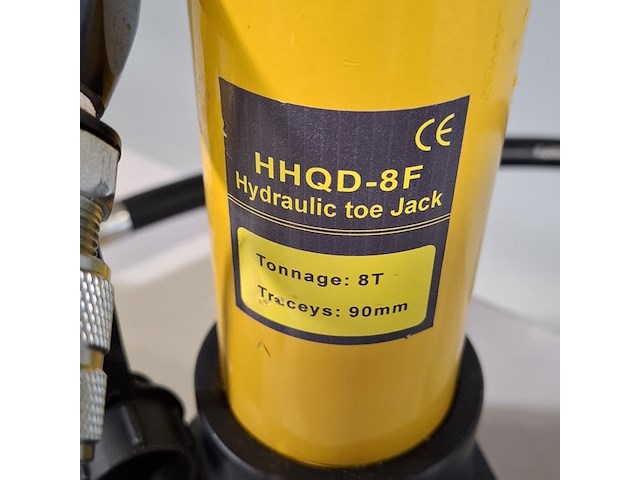 CE
HHQD-8F
Hydraulic toe Jack
Tonnage: 8T
Traceys: 90mm